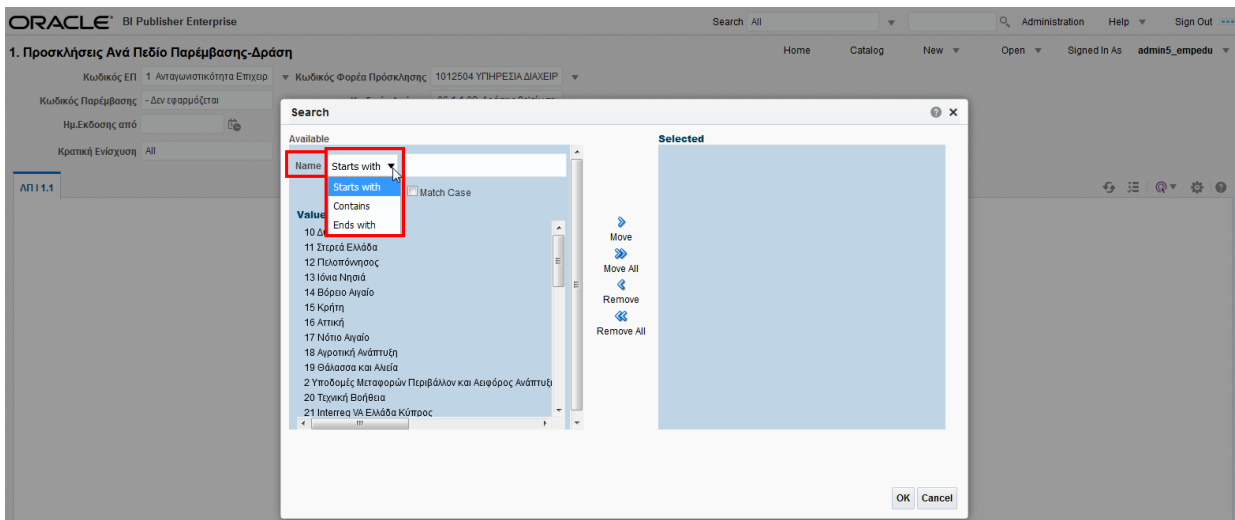 ORACLE BI Publisher Enterprise Search All Administration Help Sign Out
1. Προσκλήσεις Ανά Πεδίο Παρέμβασης-Δράση Home Catalog New Open Signed In As admin5_empedu
Κωδικός ΕΠ 1 Ανταγωνιστικότητα Επιχειρ Κωδικός Φορέα Πρόσκλησης 1012504 ΥΠΗΡΕΣΙΑ ΔΙΑΧΕΙΡ
Κωδικός Παρέμβασης - Δεν εφαρμόζεται
Ημ.Εκδοσης από
Κρατική Ενίσχυση All
ΛΠ Ι 1.1
Search
Available Selected
Name Starts with
Starts with Match Case
Contains
Value
Ends with
10
11 Στερεά Ελλάδα
12 Πελοπόννησος
13 Ιόνια Νησιά
14 Βόρειο Αιγαίο
15 Κρήτη
16 Αττική
17 Νότιο Αιγαίο
18 Αγροτική Ανάπτυξη
19 Θάλασσα και Αλιεία
2 Υποδομές Μεταφορών Περιβάλλον και Αειφόρος Ανάπτυξι
20 Τεχνική Βοήθεια
21 Interreg VA Ελλάδα Κύπρος
Move
Move All
Remove
Remove All
OK Cancel